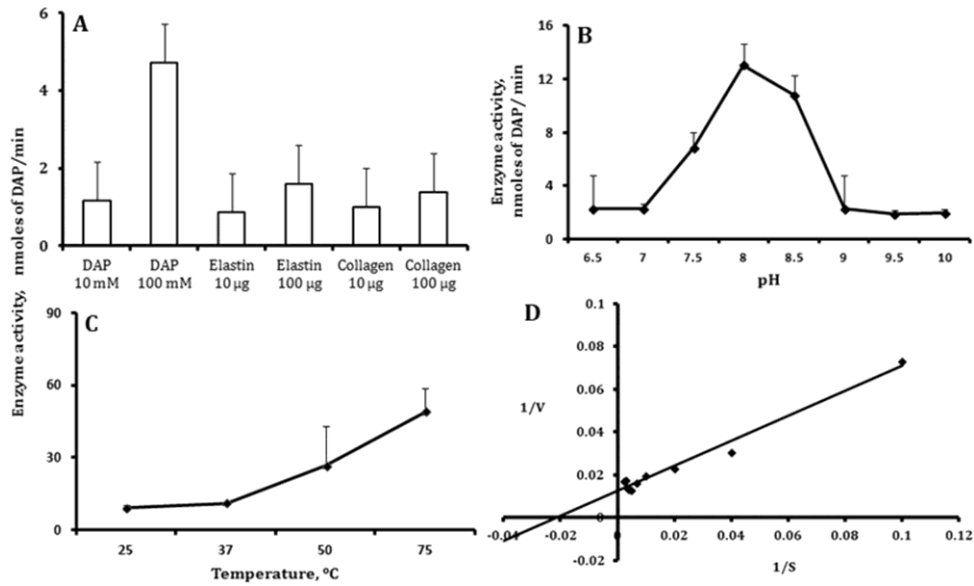 A
Enzyme activity, nmoles of DAP/min
6
4
2
0
DAP
10 mM
DAP
100 mM
Elastin
10 µg
Elastin
100 µg
Collagen
10 µg
Collagen
100 µg
B
Enzyme activity,
nmoles of DAP/ min
16
12
8
4
0
6.5 7 7.5 8 8.5 9 9.5 10
pH
C
90
60
30
0
25 37 50 75
Temperature, ºC
D
1/V
0.1
0.08
0.06
0.04
0.02
0
-0.02
-0.04 -0.02 0 0.02 0.04 0.06 0.08 0.1 0.12
1/S